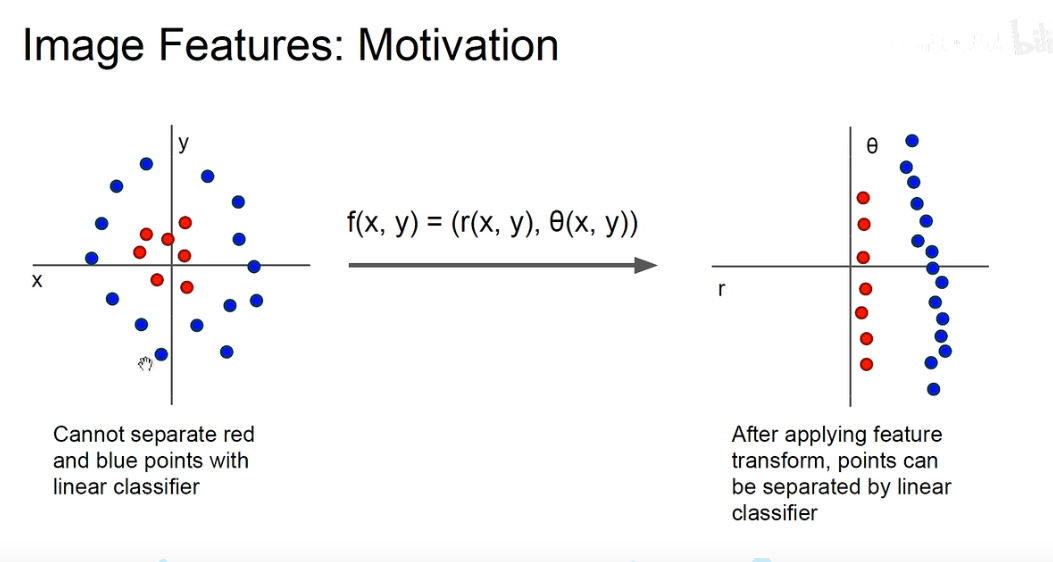 Image Features: Motivation
y
x
f(x, y) = (r(x, y), θ(x, y))
θ
r
Cannot separate red
and blue points with
linear classifier
After applying feature
transform, points can
be separated by linear
classifier